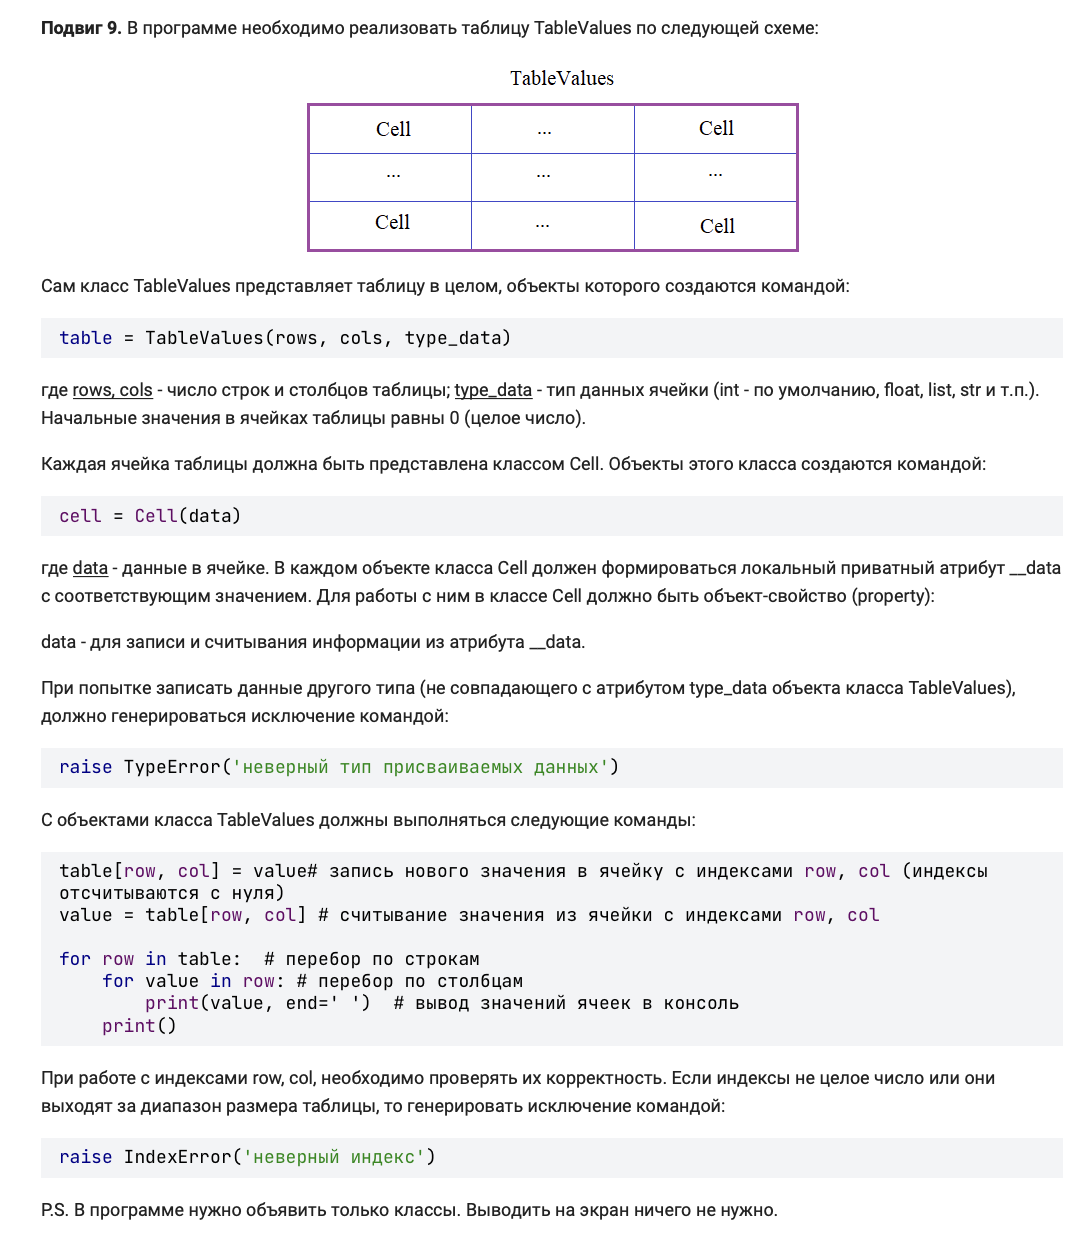 Подвиг 9. В программе необходимо реализовать таблицу TableValues по следующей схеме:
TableValues
Cell ... Cell
... ... ...
Cell ... Cell
Сам класс TableValues представляет таблицу в целом, объекты которого создаются командой:
table = TableValues(rows, cols, type_data)
где rows, cols - число строк и столбцов таблицы; type_data - тип данных ячейки (int - по умолчанию, float, list, str и т.п.).
Начальные значения в ячейках таблицы равны 0 (целое число).
Каждая ячейка таблицы должна быть представлена классом Cell. Объекты этого класса создаются командой:
cell = Cell(data)
где data - данные в ячейке. В каждом объекте класса Cell должен формироваться локальный приватный атрибут __data
с соответствующим значением. Для работы с ним в классе Cell должно быть объект-свойство (property):
data - для записи и считывания информации из атрибута __data.
При попытке записать данные другого типа (не совпадающего с атрибутом type_data объекта класса TableValues),
должно генерироваться исключение командой:
raise TypeError('неверный тип присваиваемых данных')
С объектами класса TableValues должны выполняться следующие команды:
table[row, col] = value# запись нового значения в ячейку с индексами row, col (индексы
отсчитываются с нуля)
value = table[row, col] # считывание значения из ячейки с индексами row, col
for row in table:  # перебор по строкам
    for value in row: # перебор по столбцам
        print(value, end=' ')  # вывод значений ячеек в консоль
    print()
При работе с индексами row, col, необходимо проверять их корректность. Если индексы не целое число или они
выходят за диапазон размера таблицы, то генерировать исключение командой:
raise IndexError('неверный индекс')
P.S. В программе нужно объявить только классы. Выводить на экран ничего не нужно.